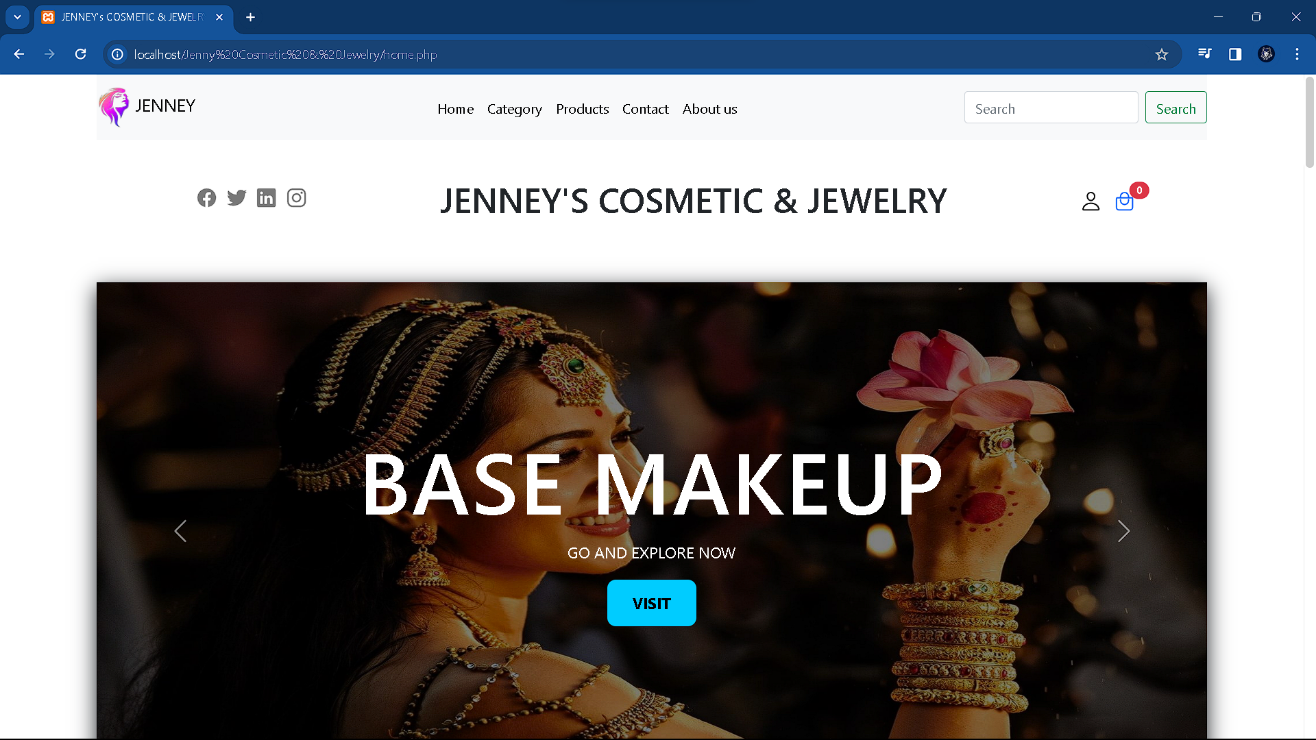 JENNEY's COSMETIC & JEWELR
localhost/Jenny%20Cosmetic%20&%20Jewelry/home.php
JENNEY
Home Category Products Contact About us
Search
Search
JENNEY'S COSMETIC & JEWELRY
0
BASE MAKEUP
GO AND EXPLORE NOW
VISIT